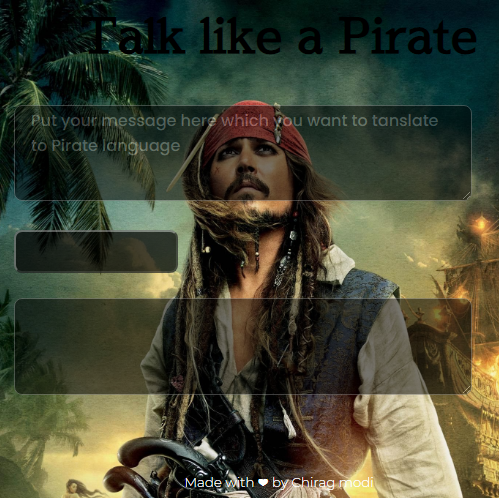 Talk like a Pirate
Put your message here which you want to tanslate
to Pirate language
Made with ❤ by Chirag modi